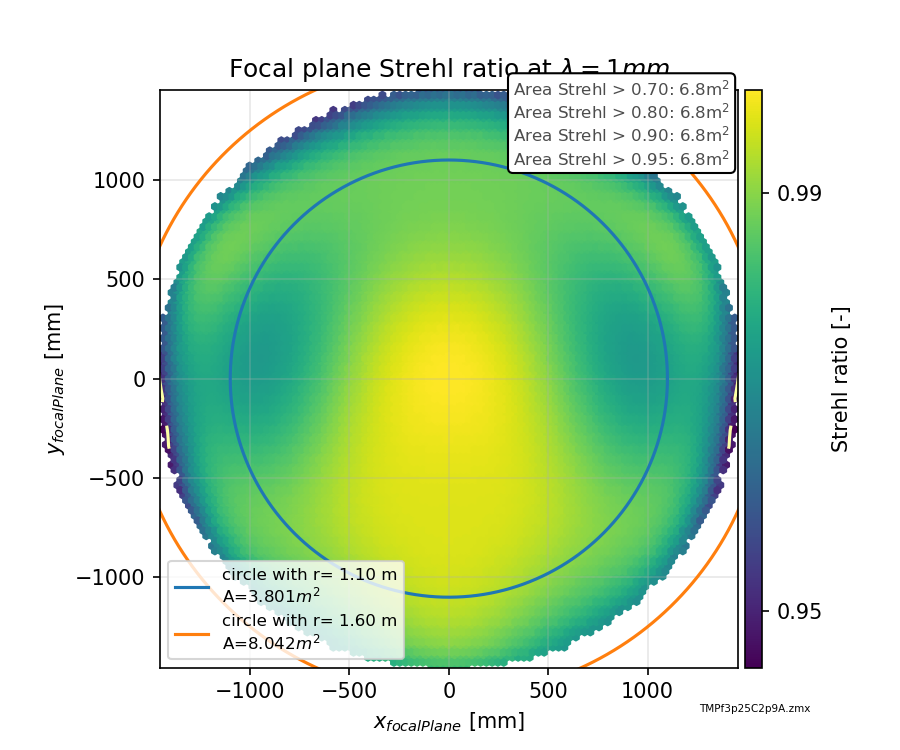 Focal plane Strehl ratio at λ = 1mm
Area Strehl > 0.70: 6.8m²
Area Strehl > 0.80: 6.8m²
Area Strehl > 0.90: 6.8m²
Area Strehl > 0.95: 6.8m²
1000
500
0
−500
−1000
y_focalPlane [mm]
circle with r= 1.10 m
A=3.801m²
circle with r= 1.60 m
A=8.042m²
−1000
−500
0
500
1000
x_focalPlane [mm]
0.99
0.95
Strehl ratio [-]
TMPf3p25C2p9A.zmx